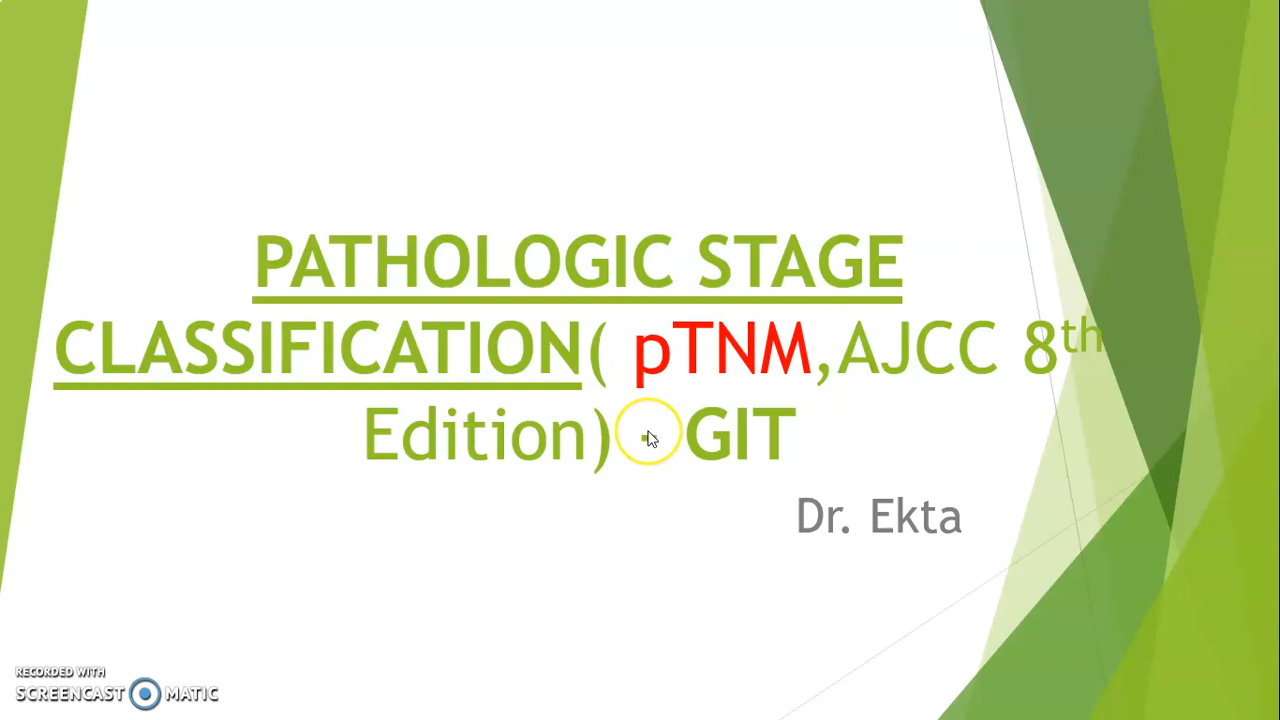 PATHOLOGIC STAGE
CLASSIFICATION( pTNM,AJCC 8th
Edition) - GIT
Dr. Ekta
RECORDED WITH
SCREENCAST MATIC